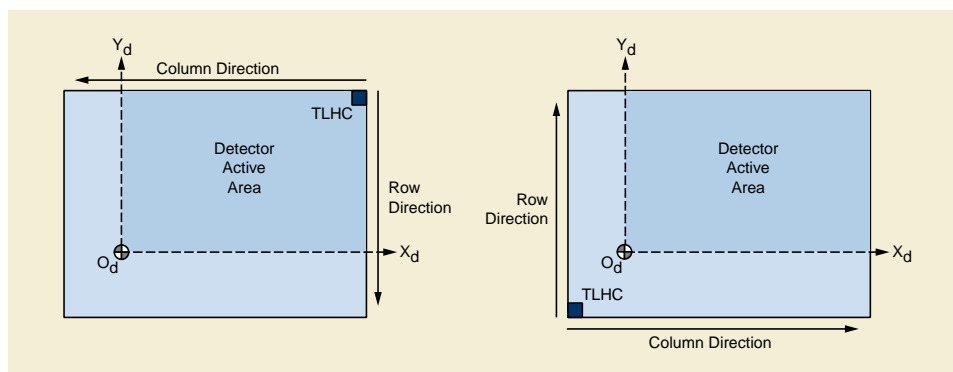 Yd
Column Direction
TLHC
Detector
Active
Area
Row
Direction
Xd
Od
Yd
Detector
Active
Area
Row
Direction
Xd
Od
TLHC
Column Direction